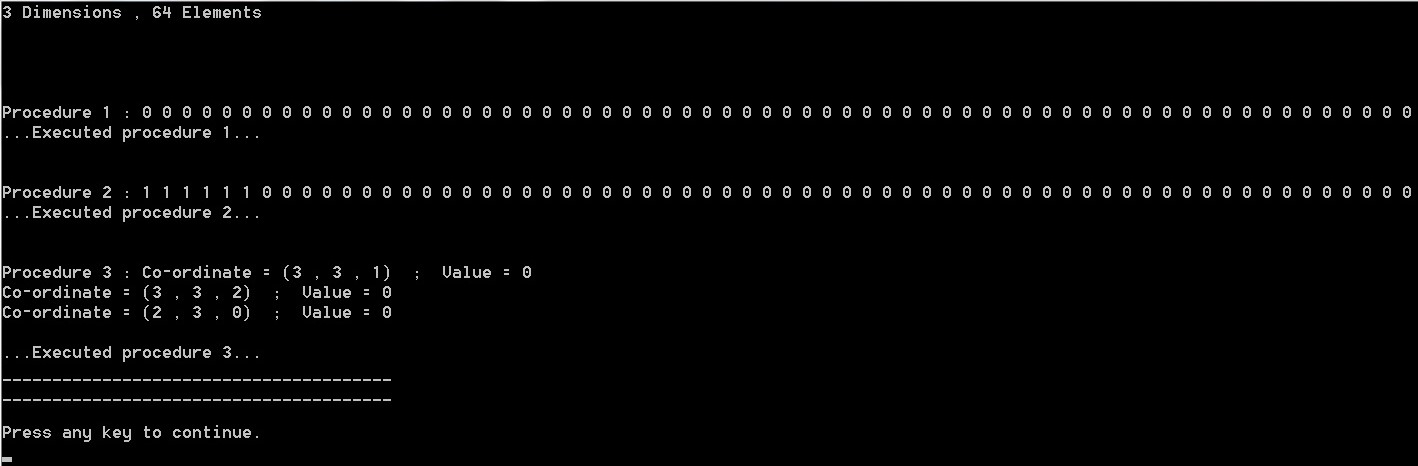 3 Dimensions , 64 Elements
Procedure 1 : 0 0 0 0 0 0 0 0 0 0 0 0 0 0 0 0 0 0 0 0 0 0 0 0 0 0 0 0 0 0 0 0 0 0 0 0 0 0 0 0 0 0 0 0 0 0 0 0 0 0 0 0 0 0 0 0 0 0 0 0 0 0 0 0
...Executed procedure 1...
Procedure 2 : 1 1 1 1 1 1 0 0 0 0 0 0 0 0 0 0 0 0 0 0 0 0 0 0 0 0 0 0 0 0 0 0 0 0 0 0 0 0 0 0 0 0 0 0 0 0 0 0 0 0 0 0 0 0 0 0 0 0 0 0 0 0 0 0
...Executed procedure 2...
Procedure 3 : Co-ordinate = (3 , 3 , 1)  ;  Value = 0
Co-ordinate = (3 , 3 , 2)  ;  Value = 0
Co-ordinate = (2 , 3 , 0)  ;  Value = 0
...Executed procedure 3...
---------------------------------------
---------------------------------------
Press any key to continue.